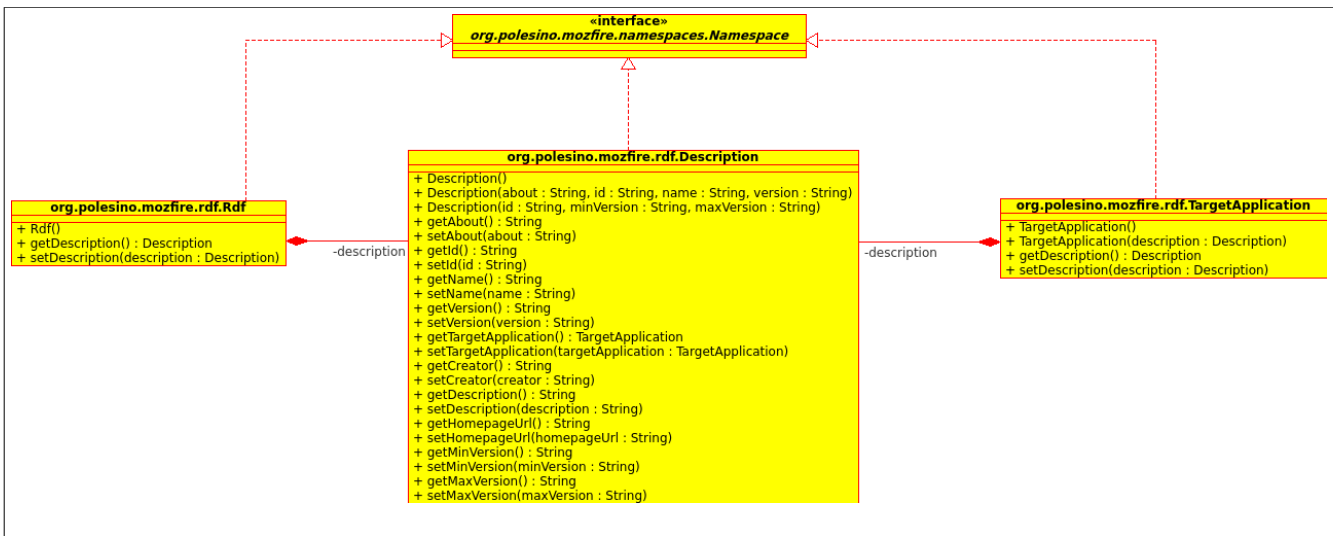 «interface»
org.polesino.mozfire.namespaces.Namespace
org.polesino.mozfire.rdf.Rdf
+ Rdf()
+ getDescription() : Description
+ setDescription(description : Description)
-description
org.polesino.mozfire.rdf.Description
+ Description()
+ Description(about : String, id : String, name : String, version : String)
+ Description(id : String, minVersion : String, maxVersion : String)
+ getAbout() : String
+ setAbout(about : String)
+ getId() : String
+ setId(id : String)
+ getName() : String
+ setName(name : String)
+ getVersion() : String
+ setVersion(version : String)
+ getTargetApplication() : TargetApplication
+ setTargetApplication(targetApplication : TargetApplication)
+ getCreator() : String
+ setCreator(creator : String)
+ getDescription() : String
+ setDescription(description : String)
+ getHomepageUrl() : String
+ setHomepageUrl(homepageUrl : String)
+ getMinVersion() : String
+ setMinVersion(minVersion : String)
+ getMaxVersion() : String
+ setMaxVersion(maxVersion : String)
-description
org.polesino.mozfire.rdf.TargetApplication
+ TargetApplication()
+ TargetApplication(description : Description)
+ getDescription() : Description
+ setDescription(description : Description)